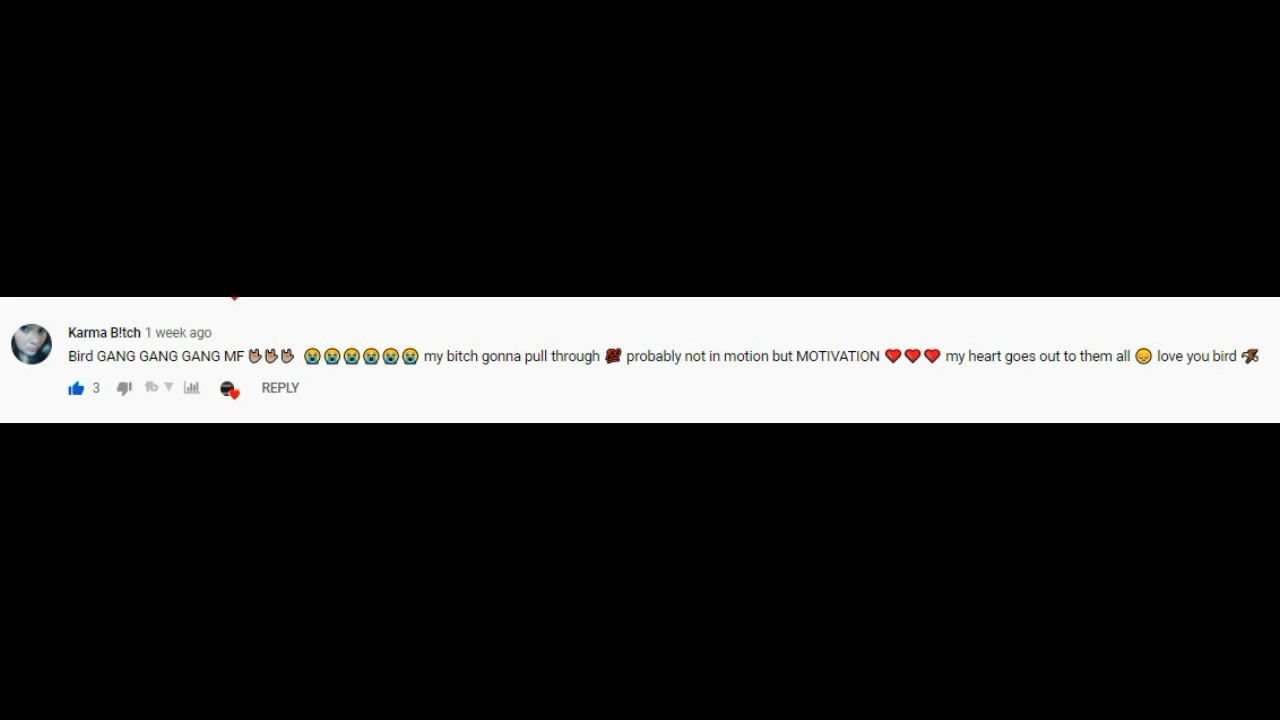 Karma B!tch 1 week ago
Bird GANG GANG GANG MF 🤟🏽🤟🏽🤟🏽 😭😭😭😭😭😭 my bitch gonna pull through 💯 probably not in motion but MOTIVATION ❤️❤️❤️ my heart goes out to them all 😞 love you bird 🦅
3 REPLY